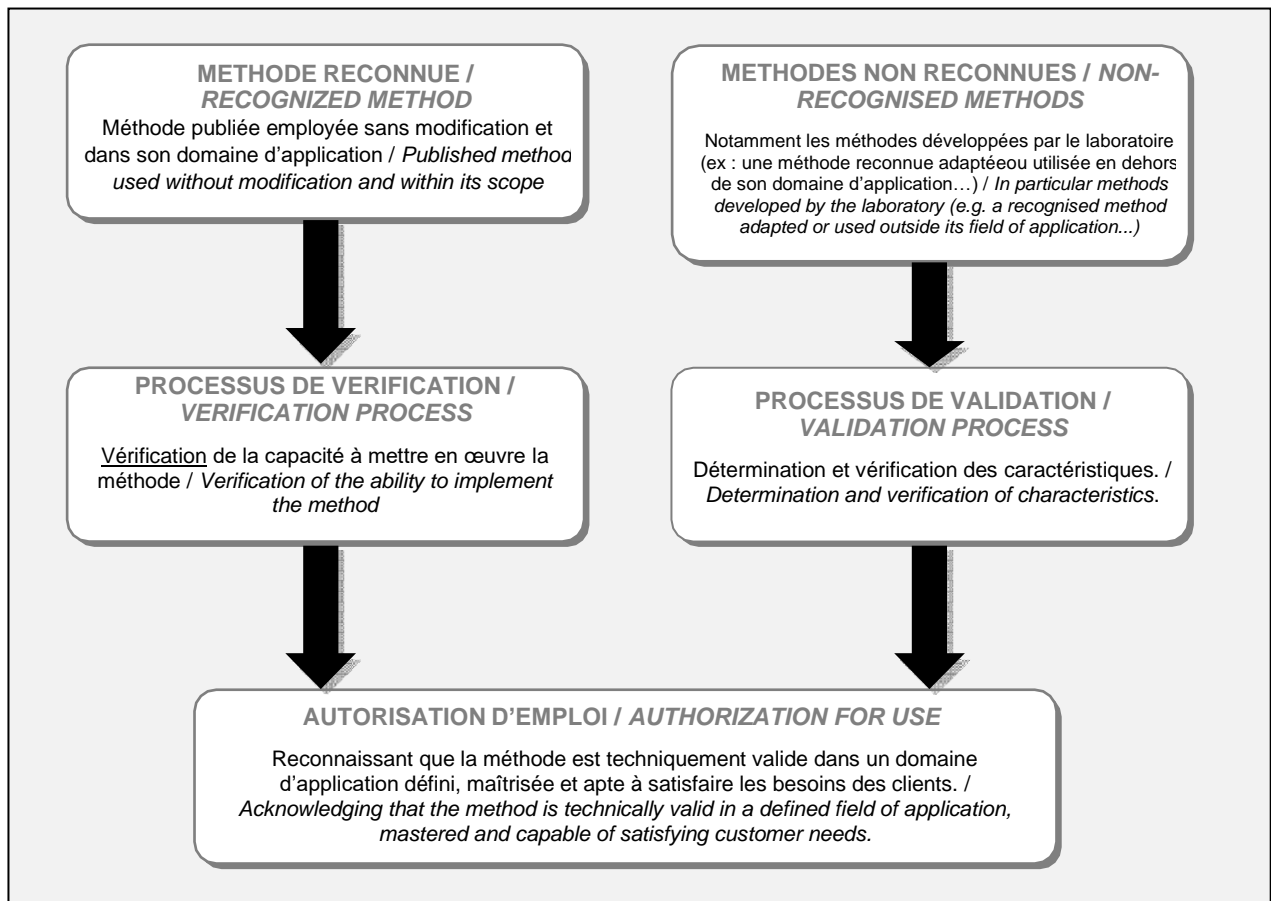 METHODE RECONNUE /
RECOGNIZED METHOD
Méthode publiée employée sans modification et
dans son domaine d'application / Published method
used without modification and within its scope
METHODES NON RECONNUES / NON-
RECOGNISED METHODS
Notamment les méthodes développées par le laboratoire
(ex : une méthode reconnue adaptéeou utilisée en dehors
de son domaine d'application…) / In particular methods
developed by the laboratory (e.g. a recognised method
adapted or used outside its field of application...)
PROCESSUS DE VERIFICATION /
VERIFICATION PROCESS
Vérification de la capacité à mettre en œuvre la
méthode / Verification of the ability to implement
the method
PROCESSUS DE VALIDATION /
VALIDATION PROCESS
Détermination et vérification des caractéristiques. /
Determination and verification of characteristics.
AUTORISATION D'EMPLOI / AUTHORIZATION FOR USE
Reconnaissant que la méthode est techniquement valide dans un domaine
d'application défini, maîtrisée et apte à satisfaire les besoins des clients. /
Acknowledging that the method is technically valid in a defined field of application,
mastered and capable of satisfying customer needs.